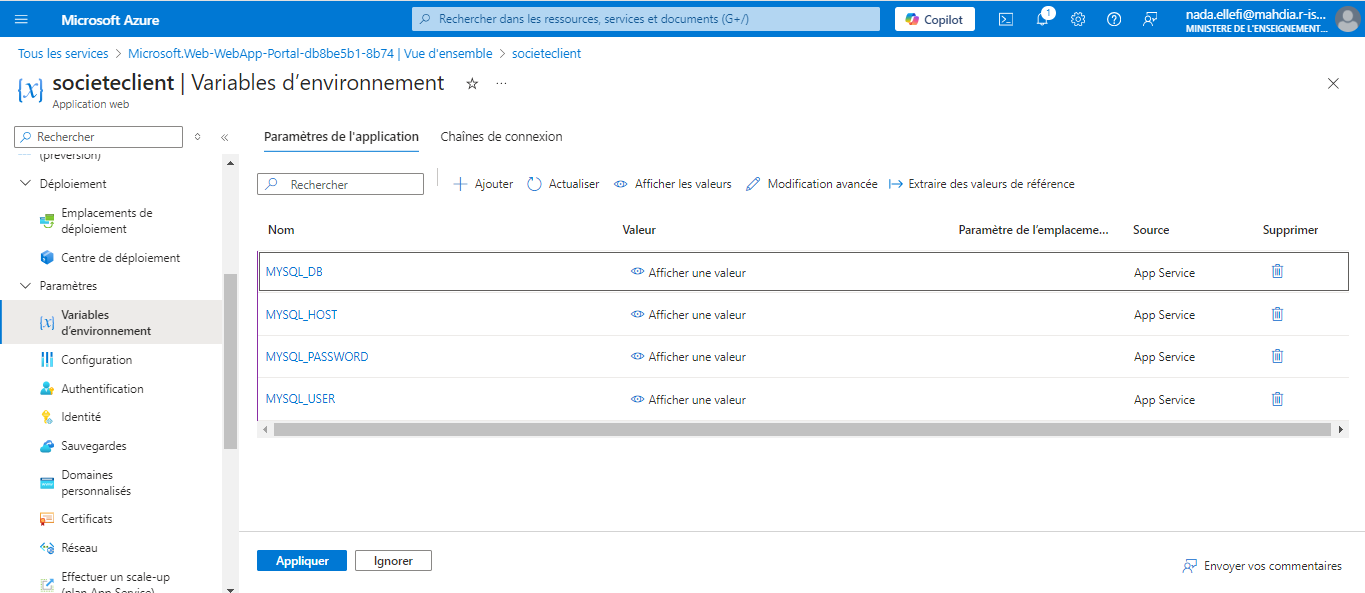 Microsoft Azure
Rechercher dans les ressources, services et documents (G+/)
Copilot
1
nada.ellefi@mahdia.r-is...
MINISTERE DE L'ENSEIGNEMENT...
Tous les services > Microsoft.Web-WebApp-Portal-db8be5b1-8b74 | Vue d'ensemble > societeclient
societeclient | Variables d'environnement
Application web
Rechercher
(préversion)
Déploiement
Emplacements de
déploiement
Centre de déploiement
Paramètres
Variables
d'environnement
Configuration
Authentification
Identité
Sauvegardes
Domaines
personnalisés
Certificats
Réseau
Effectuer un scale-up
(plan App Service)
Paramètres de l'application Chaînes de connexion
Rechercher
Ajouter Actualiser Afficher les valeurs Modification avancée Extraire des valeurs de référence
Nom Valeur Paramètre de l'emplaceme... Source Supprimer
MYSQL_DB Afficher une valeur App Service
MYSQL_HOST Afficher une valeur App Service
MYSQL_PASSWORD Afficher une valeur App Service
MYSQL_USER Afficher une valeur App Service
Appliquer Ignorer
Envoyer vos commentaires